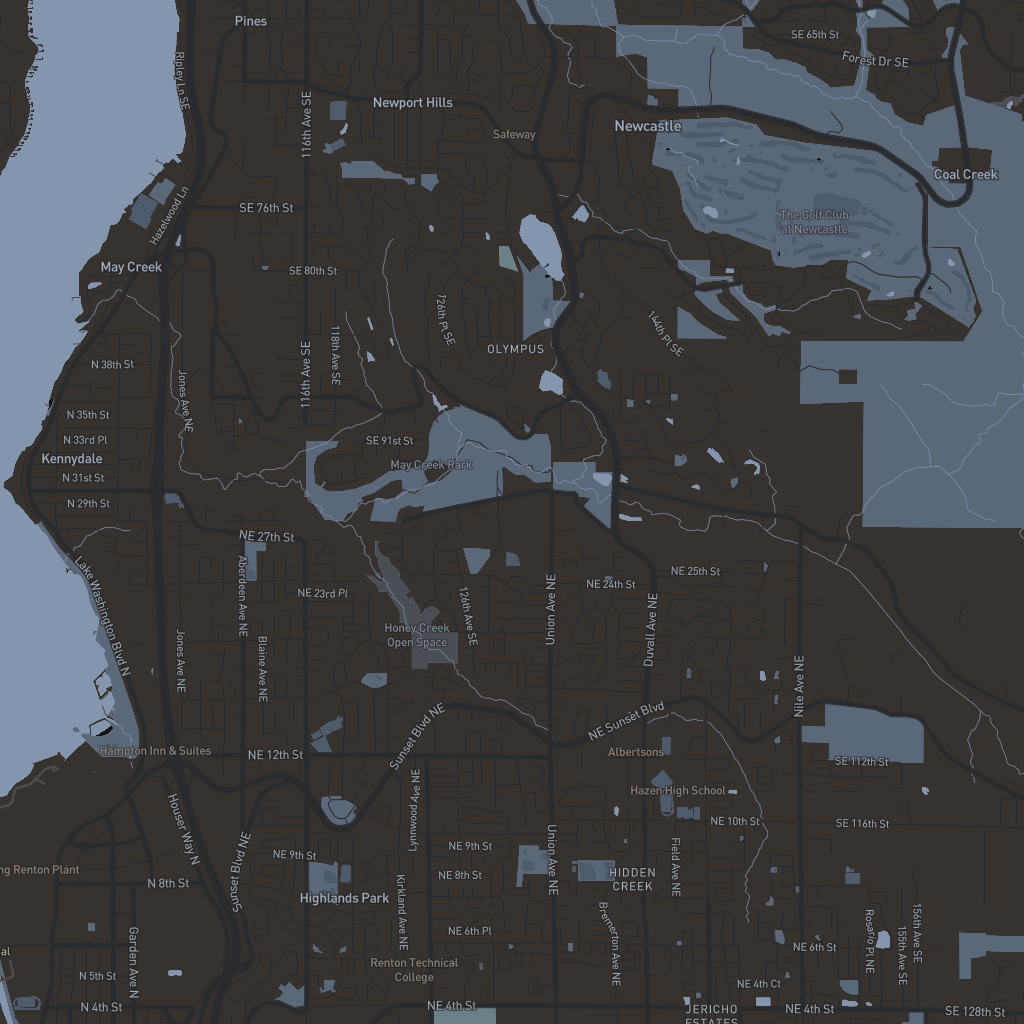 Pines
SE 65th St
Forest Dr SE
Ripley Ln SE
Newport Hills
116th Ave SE
Safeway
Newcastle
Coal Creek
Hazelwood Ln
SE 76th St
The Golf Club
at Newcastle
May Creek
SE 80th St
126th Pl SE
144th Pl SE
118th Ave SE
OLYMPUS
N 38th St
116th Ave SE
Jones Ave NE
N 35th St
N 33rd Pl
SE 91st St
Kennydale
May Creek Park
N 31st St
N 29th St
NE 27th St
NE 25th St
Aberdeen Ave NE
NE 24th St
Union Ave NE
NE 23rd Pl
126th Ave SE
Lake Washington Blvd N
Duvall Ave NE
Honey Creek
Open Space
Jones Ave NE
Blaine Ave NE
Nile Ave NE
Sunset Blvd NE
NE Sunset Blvd
Hampton Inn & Suites
NE 12th St
Albertsons
SE 112th St
Hazen High School
Houser Way N
Lynnwood Ave NE
NE 10th St
SE 116th St
NE 9th St
NE 9th St
Union Ave NE
Field Ave NE
ng Renton Plant
N 8th St
Sunset Blvd NE
NE 8th St
HIDDEN
CREEK
Highlands Park
Kirkland Ave NE
NE 6th Pl
Bremerton Ave NE
Rosario Pl NE
155th Ave SE
156th Ave SE
NE 6th St
al
Garden Ave N
Renton Technical
College
N 5th St
NE 4th Ct
N 4th St
NE 4th St
JERICHO
ESTATES
NE 4th St
SE 128th St